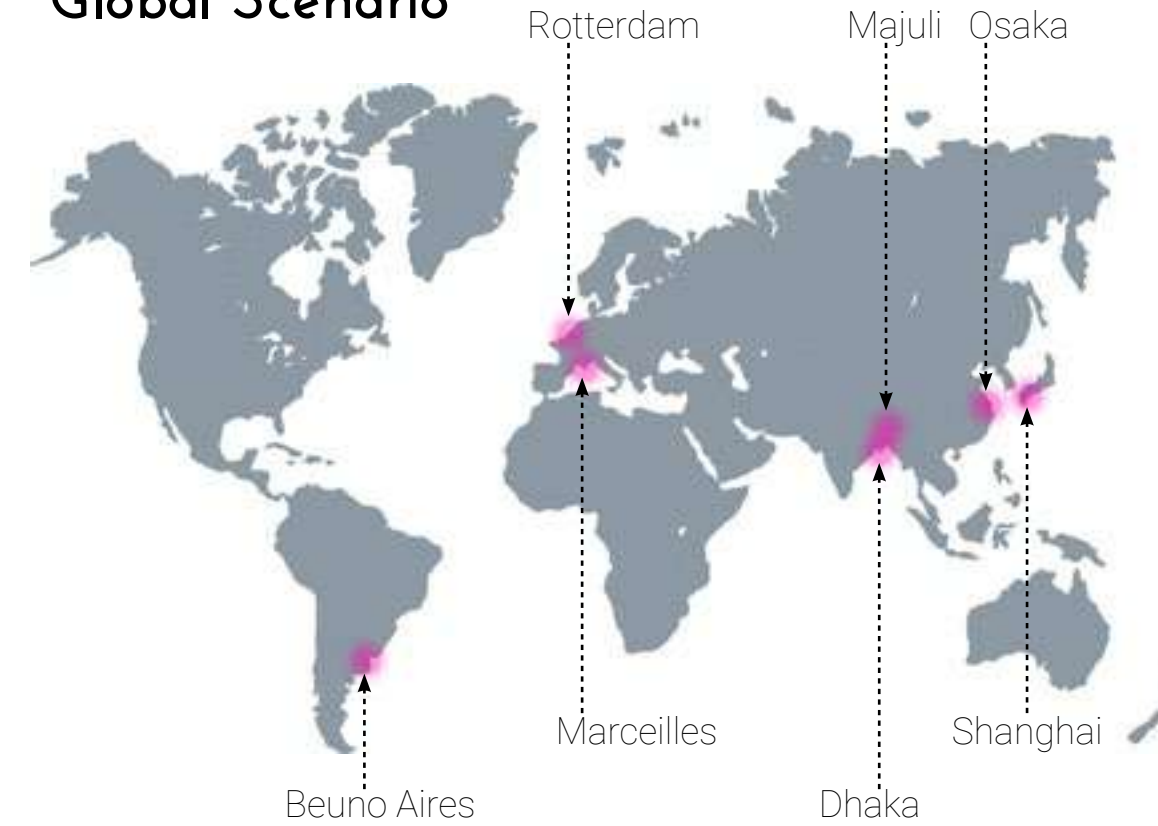 Global Scenario
Rotterdam
Majuli
Osaka
Marceilles
Shanghai
Beuno Aires
Dhaka